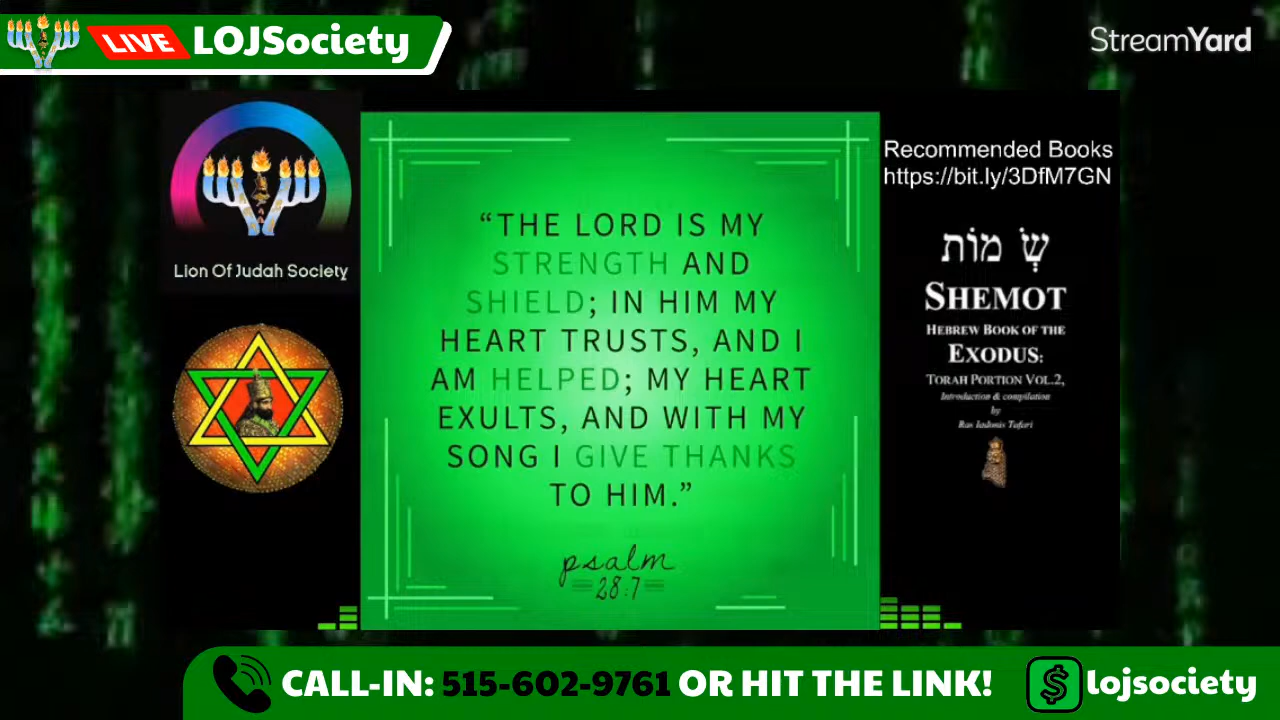 LIVE LOJSociety
StreamYard
Lion Of Judah Society
“THE LORD IS MY
STRENGTH AND
SHIELD; IN HIM MY
HEART TRUSTS, AND I
AM HELPED; MY HEART
EXULTS, AND WITH MY
SONG I GIVE THANKS
TO HIM.”
psalm
28:7
Recommended Books
https://bit.ly/3DfM7GN
שְׁ מוֹת
SHEMOT
HEBREW BOOK OF THE
EXODUS:
TORAH PORTION VOL.2,
Introduction & compilation
by
Ras Iadonis Tafari
CALL-IN: 515-602-9761 OR HIT THE LINK!
$ lojsociety